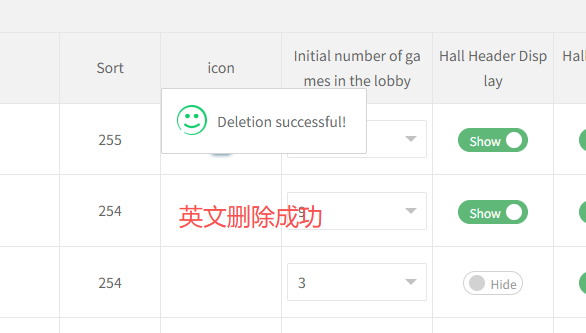 Sort
icon
Initial number of ga
mes in the lobby
Hall Header Disp
lay
Hall
255
Deletion successful!
Show
254
英文删除成功
Show
254
3
Hide